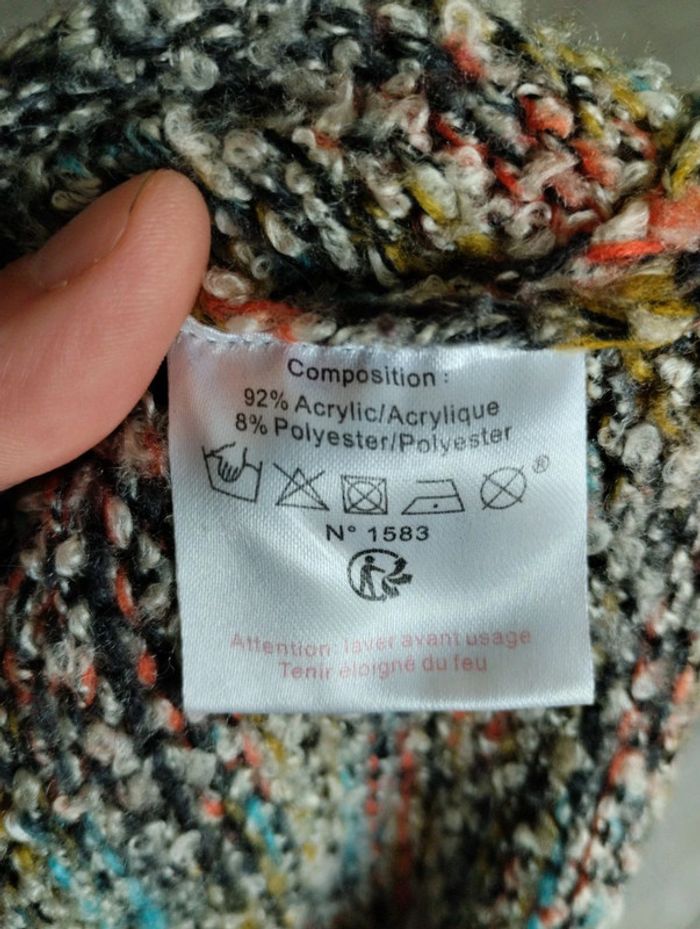 Composition :
92% Acrylic/Acrylique
8% Polyester/Polyester
®
N° 1583
Attention: laver avant usage
Tenir éloigné du feu